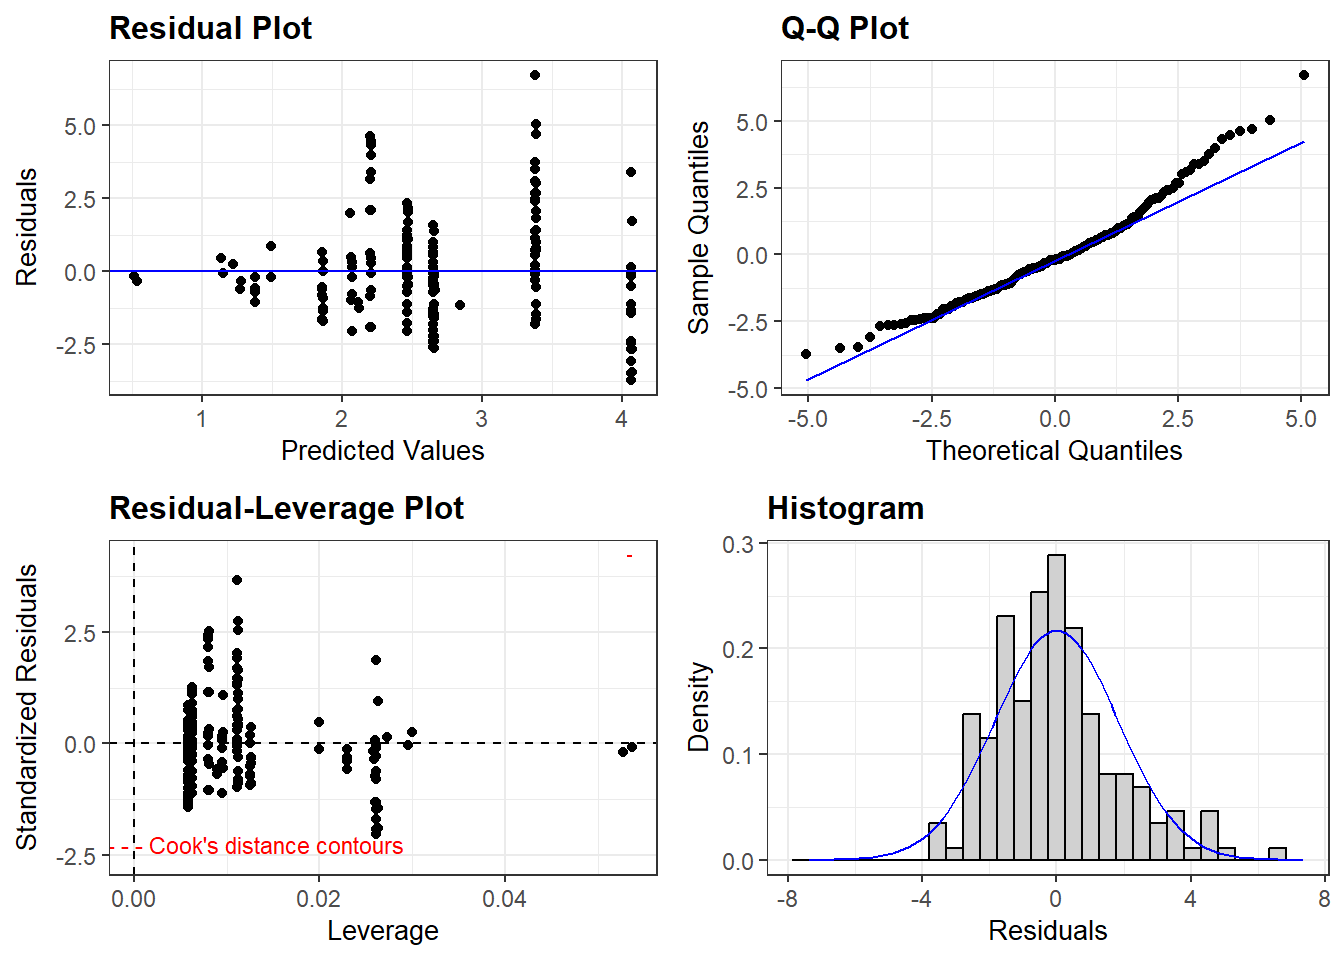 Residual Plot
5.0
2.5
0.0
-2.5
Residuals
1 2 3 4
Predicted Values
Q-Q Plot
5.0
2.5
0.0
-2.5
-5.0
Sample Quantiles
-5.0 -2.5 0.0 2.5 5.0
Theoretical Quantiles
Residual-Leverage Plot
2.5
0.0
-2.5
Standardized Residuals
Cook's distance contours
0.00 0.02 0.04
Leverage
Histogram
0.3
0.2
0.1
0.0
Density
-8 -4 0 4 8
Residuals